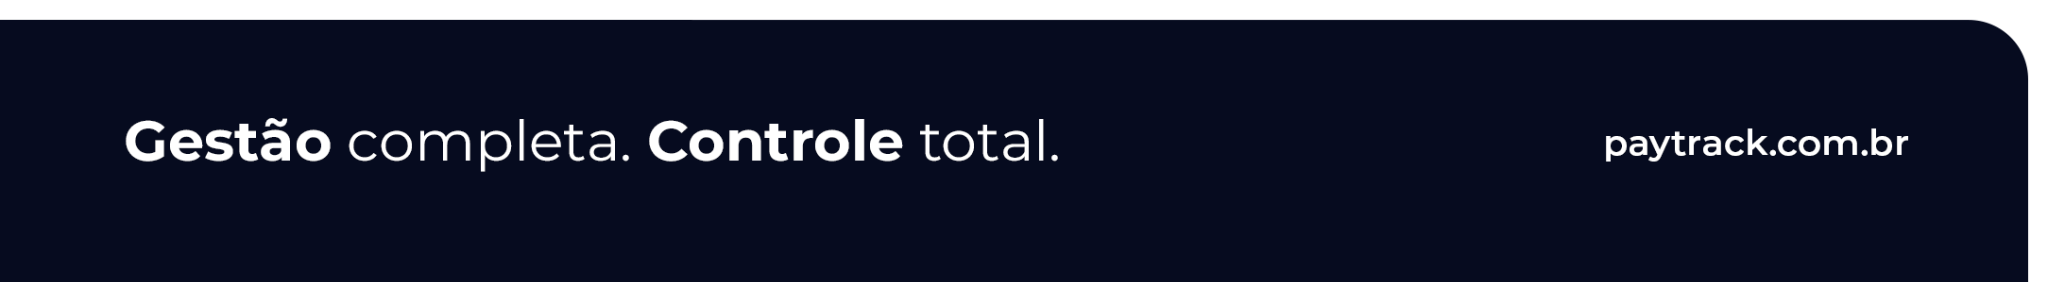 Gestão completa. Controle total.
paytrack.com.br